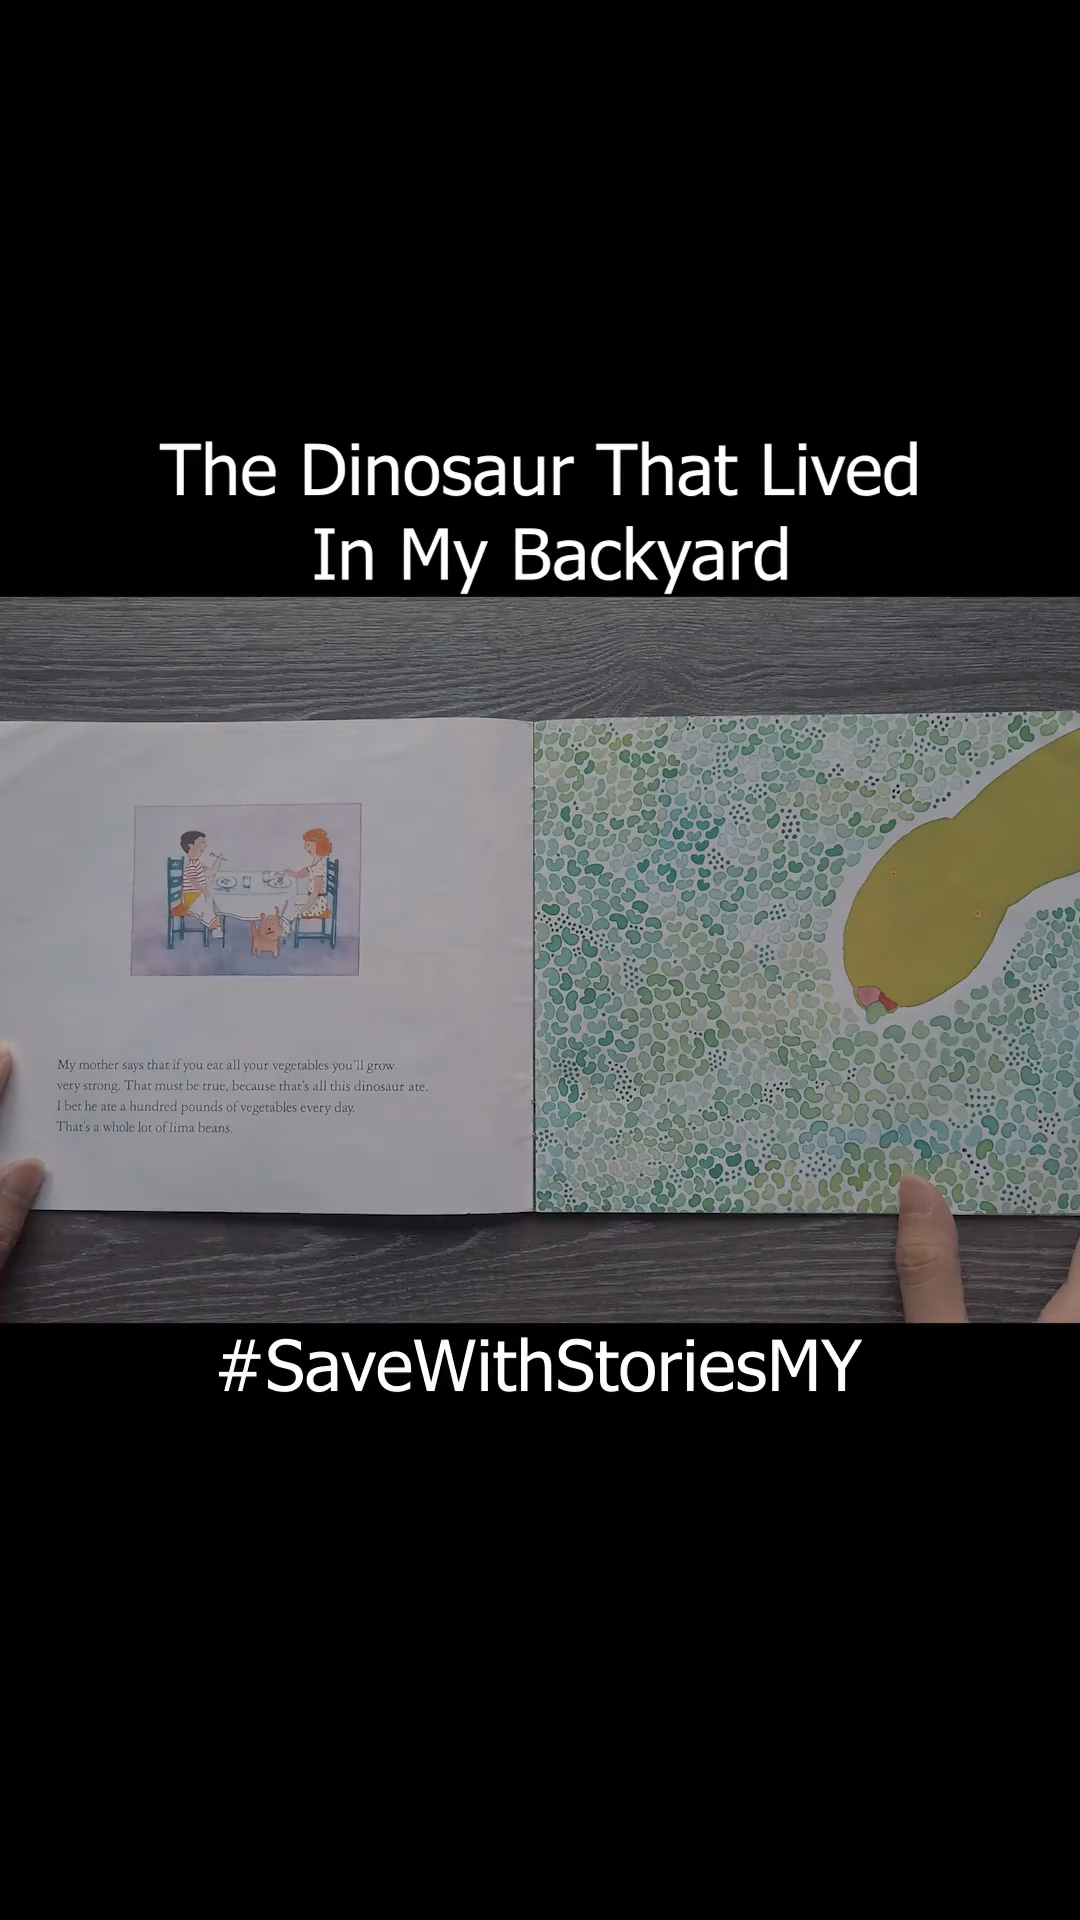 The Dinosaur That Lived
In My Backyard
My mother says that if you eat all your vegetables you'll grow
very strong. That must be true, because that's all this dinosaur ate.
I bet he ate a hundred pounds of vegetables every day.
That's a whole lot of lima beans.
#SaveWithStoriesMY